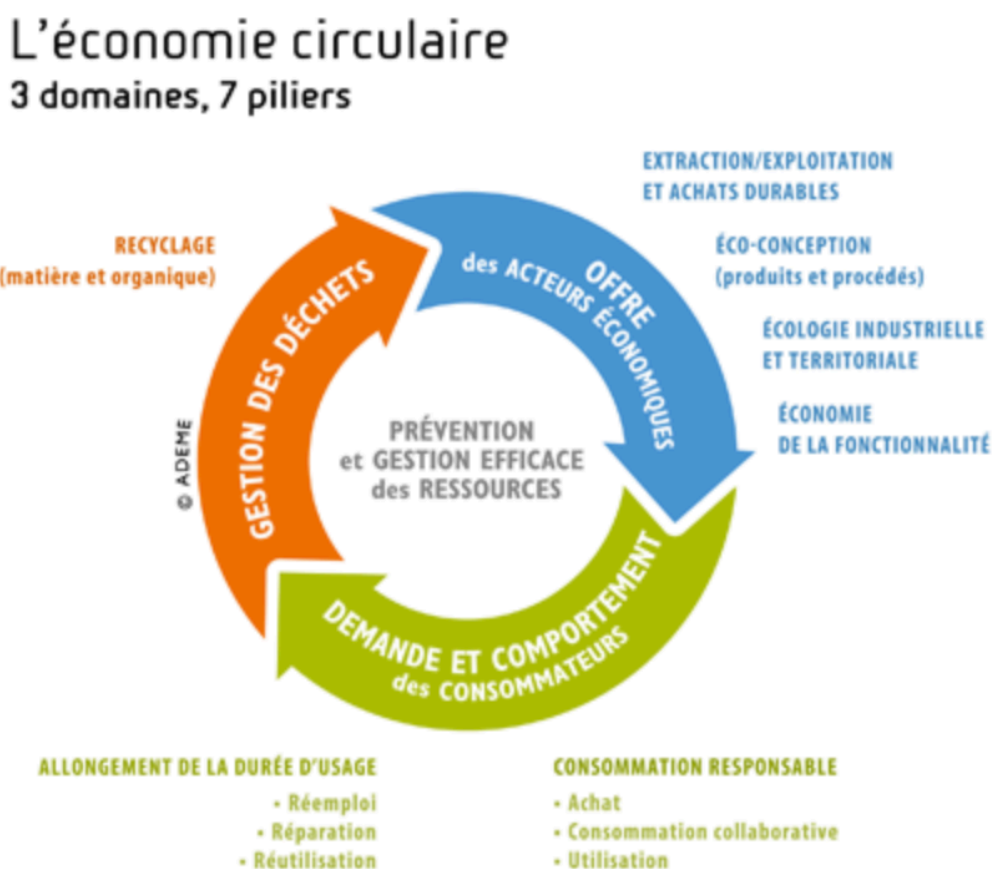 L'économie circulaire
3 domaines, 7 piliers
EXTRACTION/EXPLOITATION
ET ACHATS DURABLES
ÉCO-CONCEPTION
(produits et procédés)
ÉCOLOGIE INDUSTRIELLE
ET TERRITORIALE
ÉCONOMIE
DE LA FONCTIONNALITÉ
OFFRE
des ACTEURS ÉCONOMIQUES
RECYCLAGE
(matière et organique)
GESTION DES DÉCHETS
PRÉVENTION
et GESTION EFFICACE
des RESSOURCES
© ADEME
DEMANDE ET COMPORTEMENT
des CONSOMMATEURS
ALLONGEMENT DE LA DURÉE D'USAGE
• Réemploi
• Réparation
• Réutilisation
CONSOMMATION RESPONSABLE
• Achat
• Consommation collaborative
• Utilisation